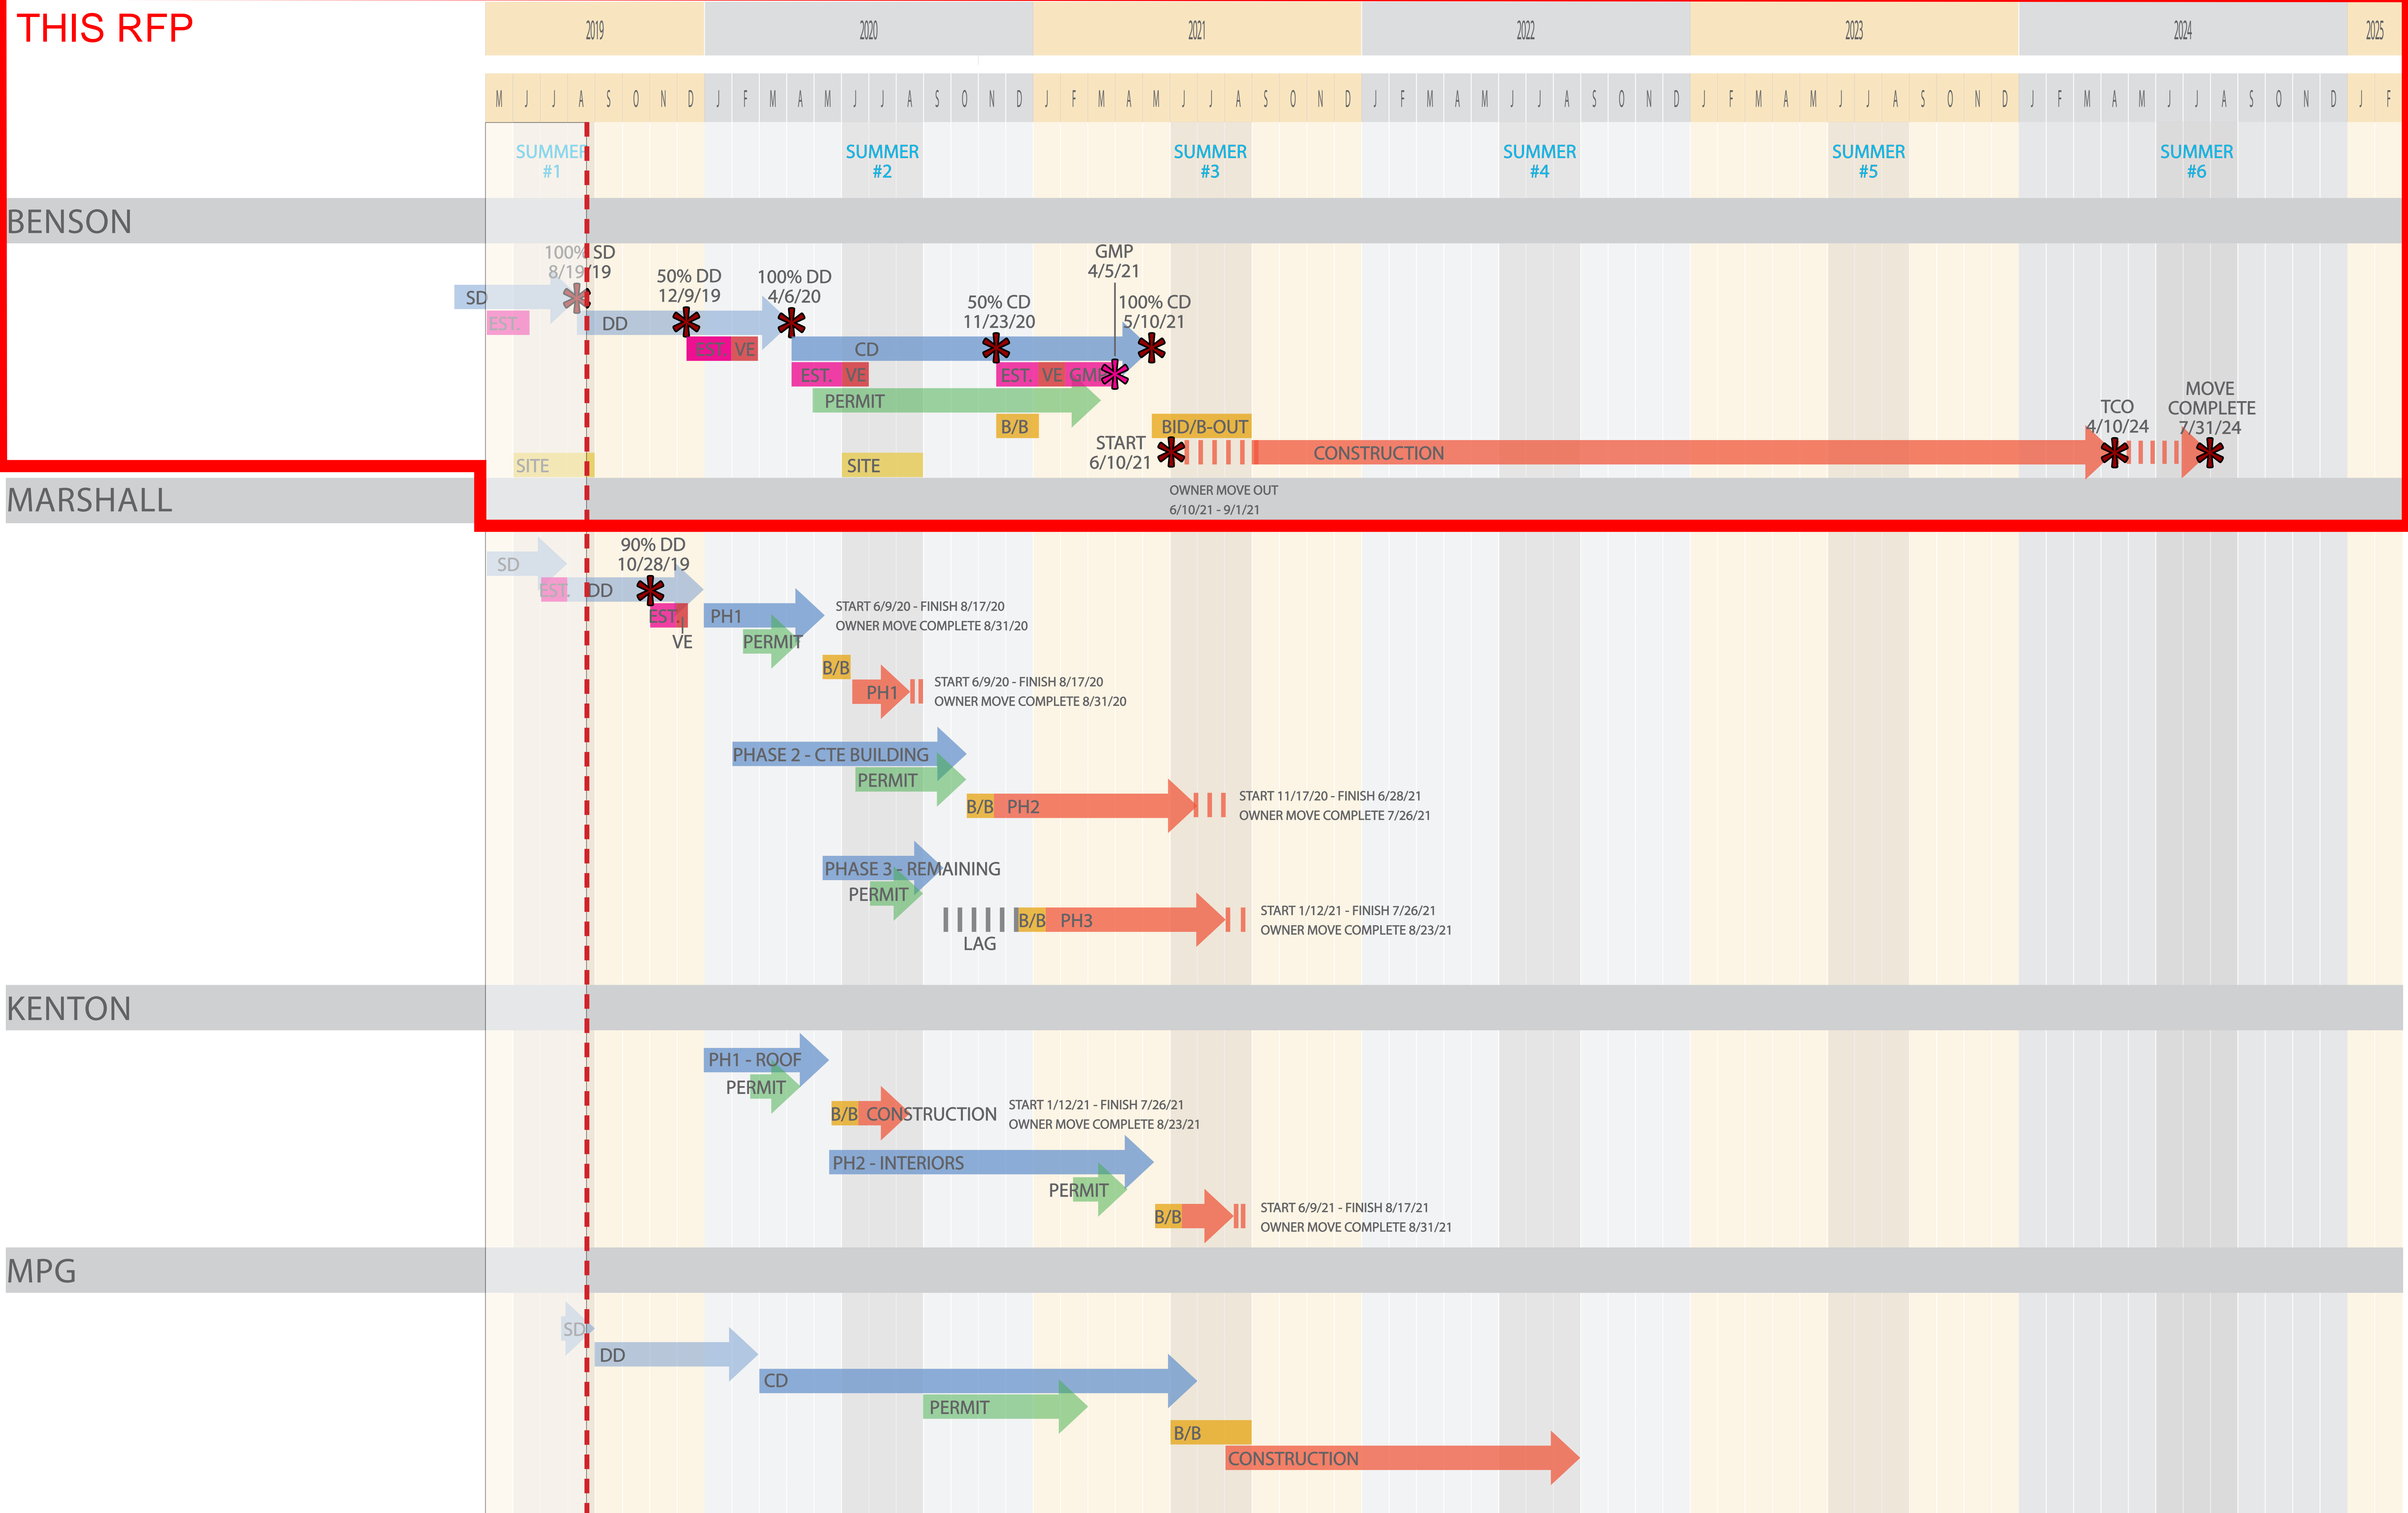 THIS RFP
2019 2020 2021 2022 2023 2024 2025
M J J A S O N D J F M A M J J A S O N D J F M A M J J A S O N D J F M A M J J A S O N D J F M A M J J A S O N D J F M A M J J A S O N D J F
SUMMER SUMMER SUMMER SUMMER SUMMER SUMMER
#1 #2 #3 #4 #5 #6
BENSON
100% SD
8/19/19
50% DD
12/9/19
100% DD
4/6/20
50% CD
11/23/20
GMP
4/5/21
100% CD
5/10/21
SD
EST. DD
EST. VE CD
EST. VE EST. VE GM
PERMIT
B/B BID/B-OUT
START
6/10/21
CONSTRUCTION
TCO
4/10/24
MOVE
COMPLETE
7/31/24
SITE SITE
MARSHALL
OWNER MOVE OUT
6/10/21 - 9/1/21
90% DD
10/28/19
SD
EST. DD
EST.
VE
PH1
START 6/9/20 - FINISH 8/17/20
OWNER MOVE COMPLETE 8/31/20
PERMIT
B/B
PH1
START 6/9/20 - FINISH 8/17/20
OWNER MOVE COMPLETE 8/31/20
PHASE 2 - CTE BUILDING
PERMIT
B/B PH2
START 11/17/20 - FINISH 6/28/21
OWNER MOVE COMPLETE 7/26/21
PHASE 3 - REMAINING
PERMIT
B/B PH3
LAG
START 1/12/21 - FINISH 7/26/21
OWNER MOVE COMPLETE 8/23/21
KENTON
PH1 - ROOF
PERMIT
B/B CONSTRUCTION
START 1/12/21 - FINISH 7/26/21
OWNER MOVE COMPLETE 8/23/21
PH2 - INTERIORS
PERMIT
B/B
START 6/9/21 - FINISH 8/17/21
OWNER MOVE COMPLETE 8/31/21
MPG
SD
DD
CD
PERMIT
B/B
CONSTRUCTION